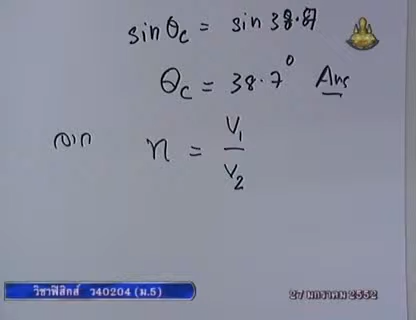 sin θc = sin 38.7
θc = 38.7° Ans
จาก n = V1/V2
วิชาฟิสิกส์ ว40204 (ม.5)
27 มกราคม 2552